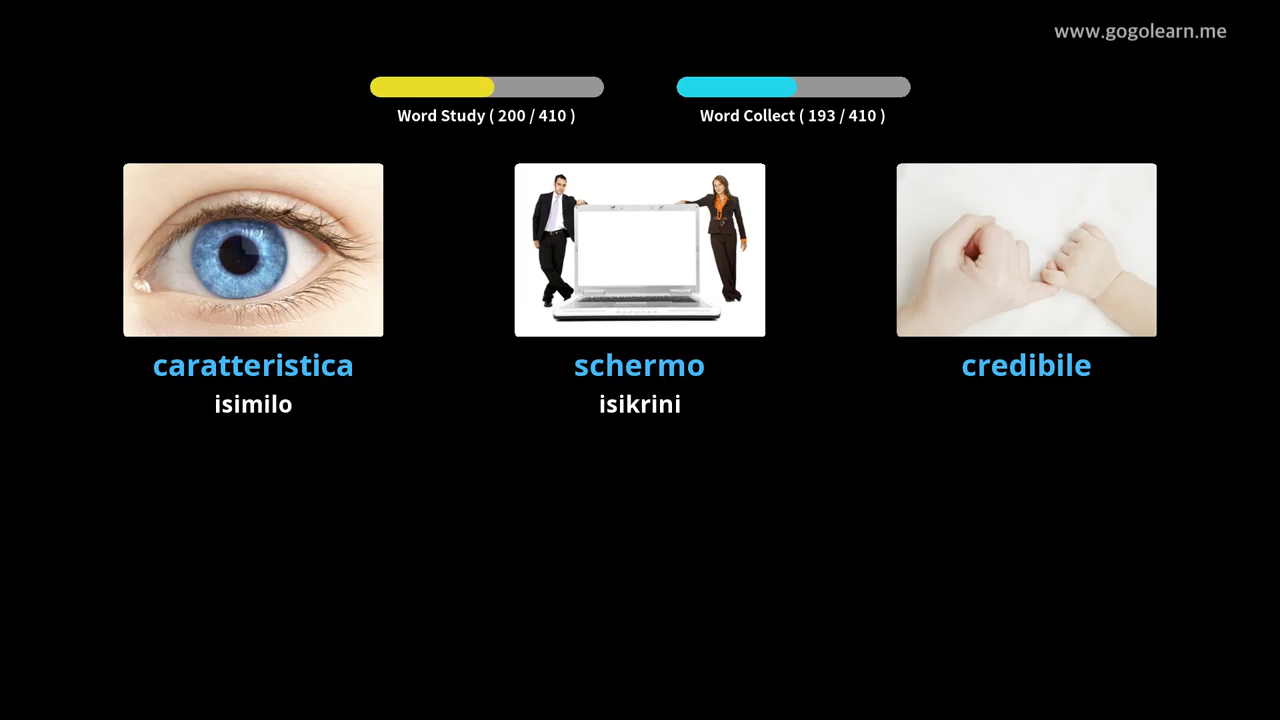 www.gogolearn.me
Word Study ( 200 / 410 )
Word Collect ( 193 / 410 )
caratteristica
isimilo
schermo
isikrini
credibile